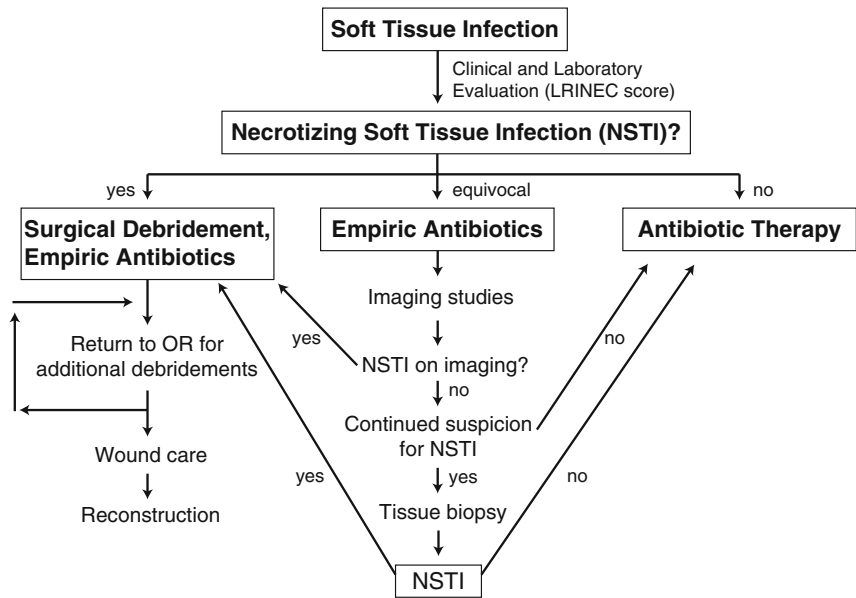 Soft Tissue Infection
Clinical and Laboratory
Evaluation (LRINEC score)
Necrotizing Soft Tissue Infection (NSTI)?
yes
equivocal
no
Surgical Debridement,
Empiric Antibiotics
Empiric Antibiotics
Antibiotic Therapy
Imaging studies
yes
no
Return to OR for
additional debridements
NSTI on imaging?
no
Continued suspicion
for NSTI
Wound care
yes
yes
no
Reconstruction
Tissue biopsy
NSTI